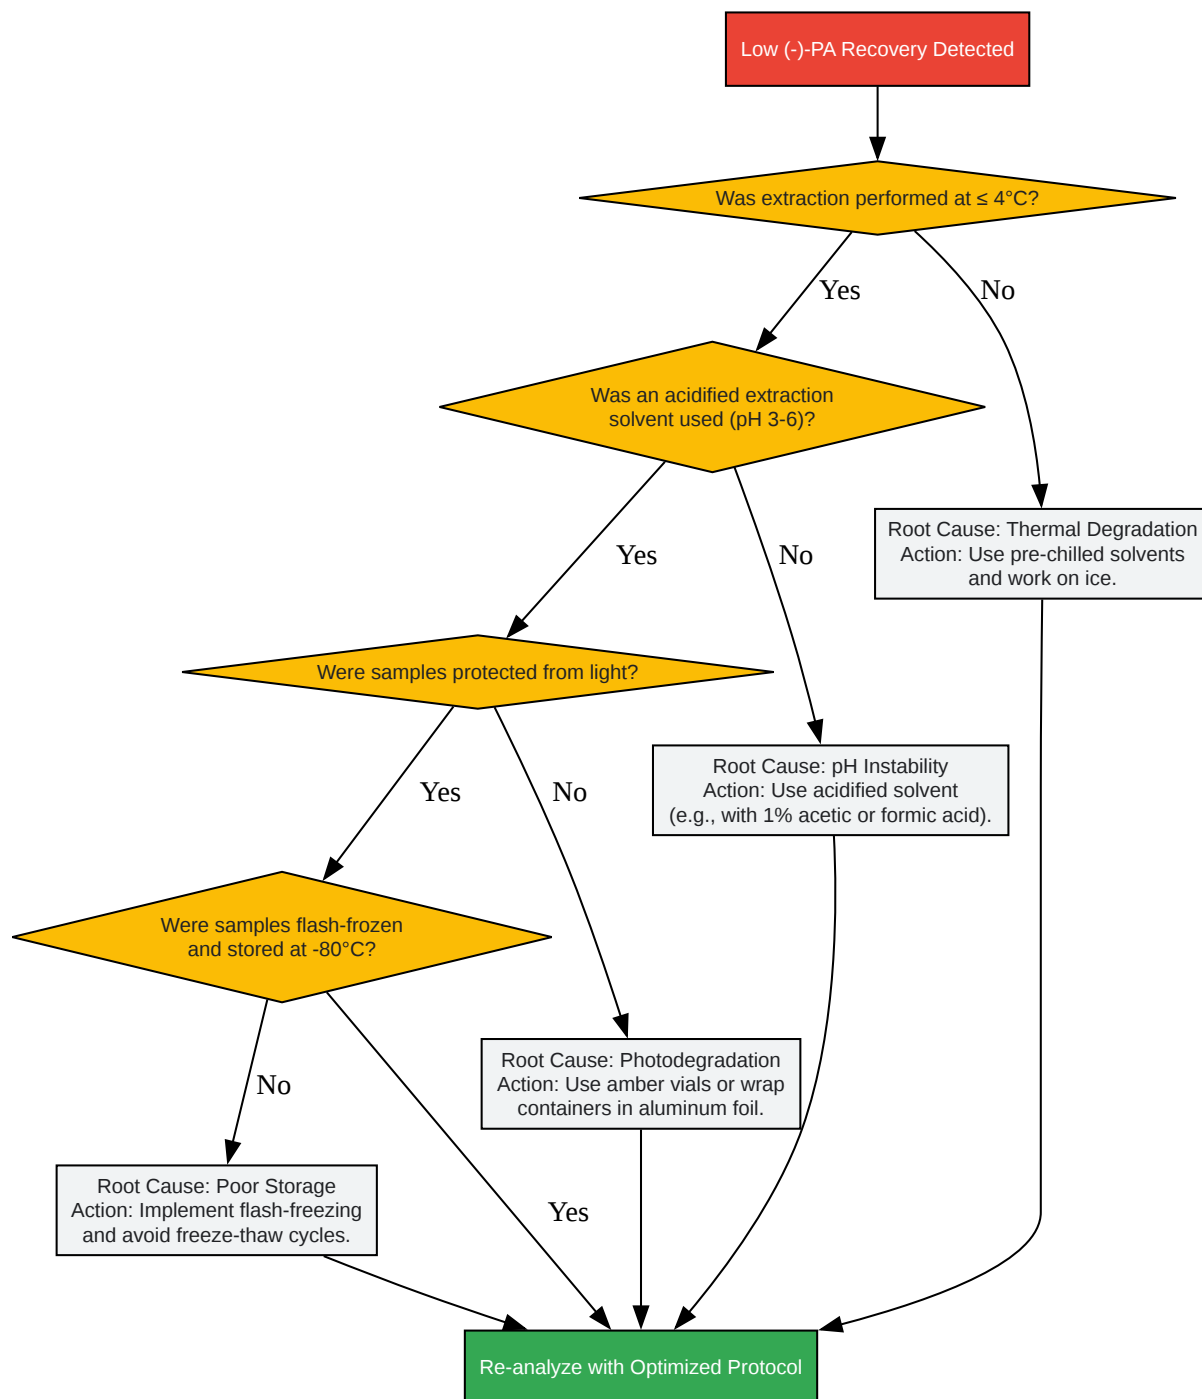 Low (-)-PA Recovery Detected
Was extraction performed at ≤ 4°C?
Yes
No
Was an acidified extraction
solvent used (pH 3-6)?
Yes
No
Root Cause: Thermal Degradation
Action: Use pre-chilled solvents
and work on ice.
Were samples protected from light?
Yes
No
Root Cause: pH Instability
Action: Use acidified solvent
(e.g., with 1% acetic or formic acid).
Were samples flash-frozen
and stored at -80°C?
No
Yes
Root Cause: Photodegradation
Action: Use amber vials or wrap
containers in aluminum foil.
Root Cause: Poor Storage
Action: Implement flash-freezing
and avoid freeze-thaw cycles.
Re-analyze with Optimized Protocol